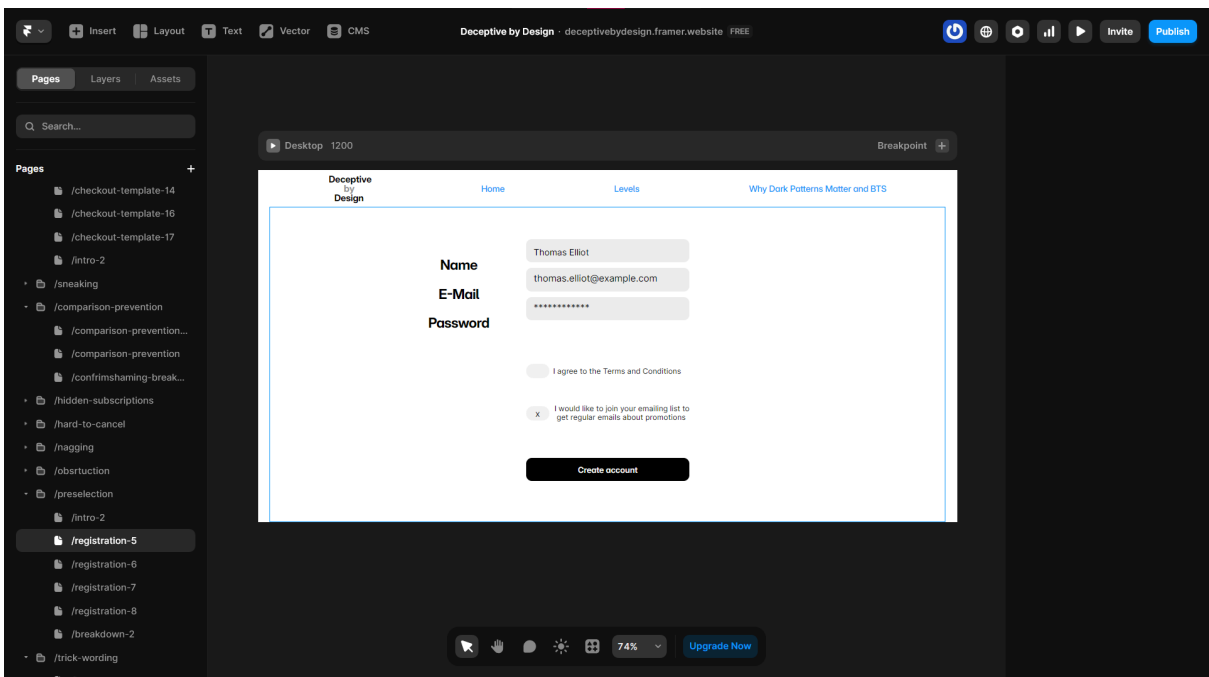 Insert Layout Text Vector CMS Deceptive by Design · deceptivebydesign.framer.website FREE Invite Publish
Pages Layers Assets
Search...
Pages
/checkout-template-14
/checkout-template-16
/checkout-template-17
/intro-2
/sneaking
/comparison-prevention
/comparison-prevention...
/comparison-prevention
/confrimshaming-break...
/hidden-subscriptions
/hard-to-cancel
/nagging
/obsrtuction
/preselection
/intro-2
/registration-5
/registration-6
/registration-7
/registration-8
/breakdown-2
/trick-wording
Desktop 1200 Breakpoint
Deceptive
by
Design
Home Levels Why Dark Patterns Matter and BTS
Name Thomas Elliot
E-Mail thomas.elliot@example.com
Password ************
I agree to the Terms and Conditions
x I would like to join your emailing list to
get regular emails about promotions
Create account
74% Upgrade Now